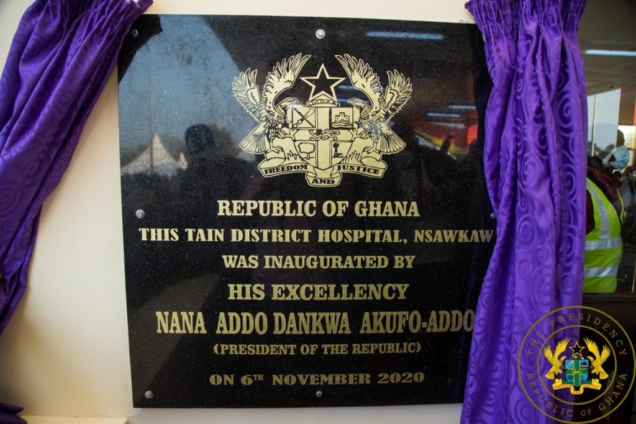 FREEDOM AND JUSTICE
REPUBLIC OF GHANA
THIS TAIN DISTRICT HOSPITAL, NSAWKAW
WAS INAUGURATED BY
HIS EXCELLENCY
NANA ADDO DANKWA AKUFO-ADDO
(PRESIDENT OF THE REPUBLIC)
ON 6TH NOVEMBER 2020
THE PRESIDENCY
REPUBLIC OF GHANA